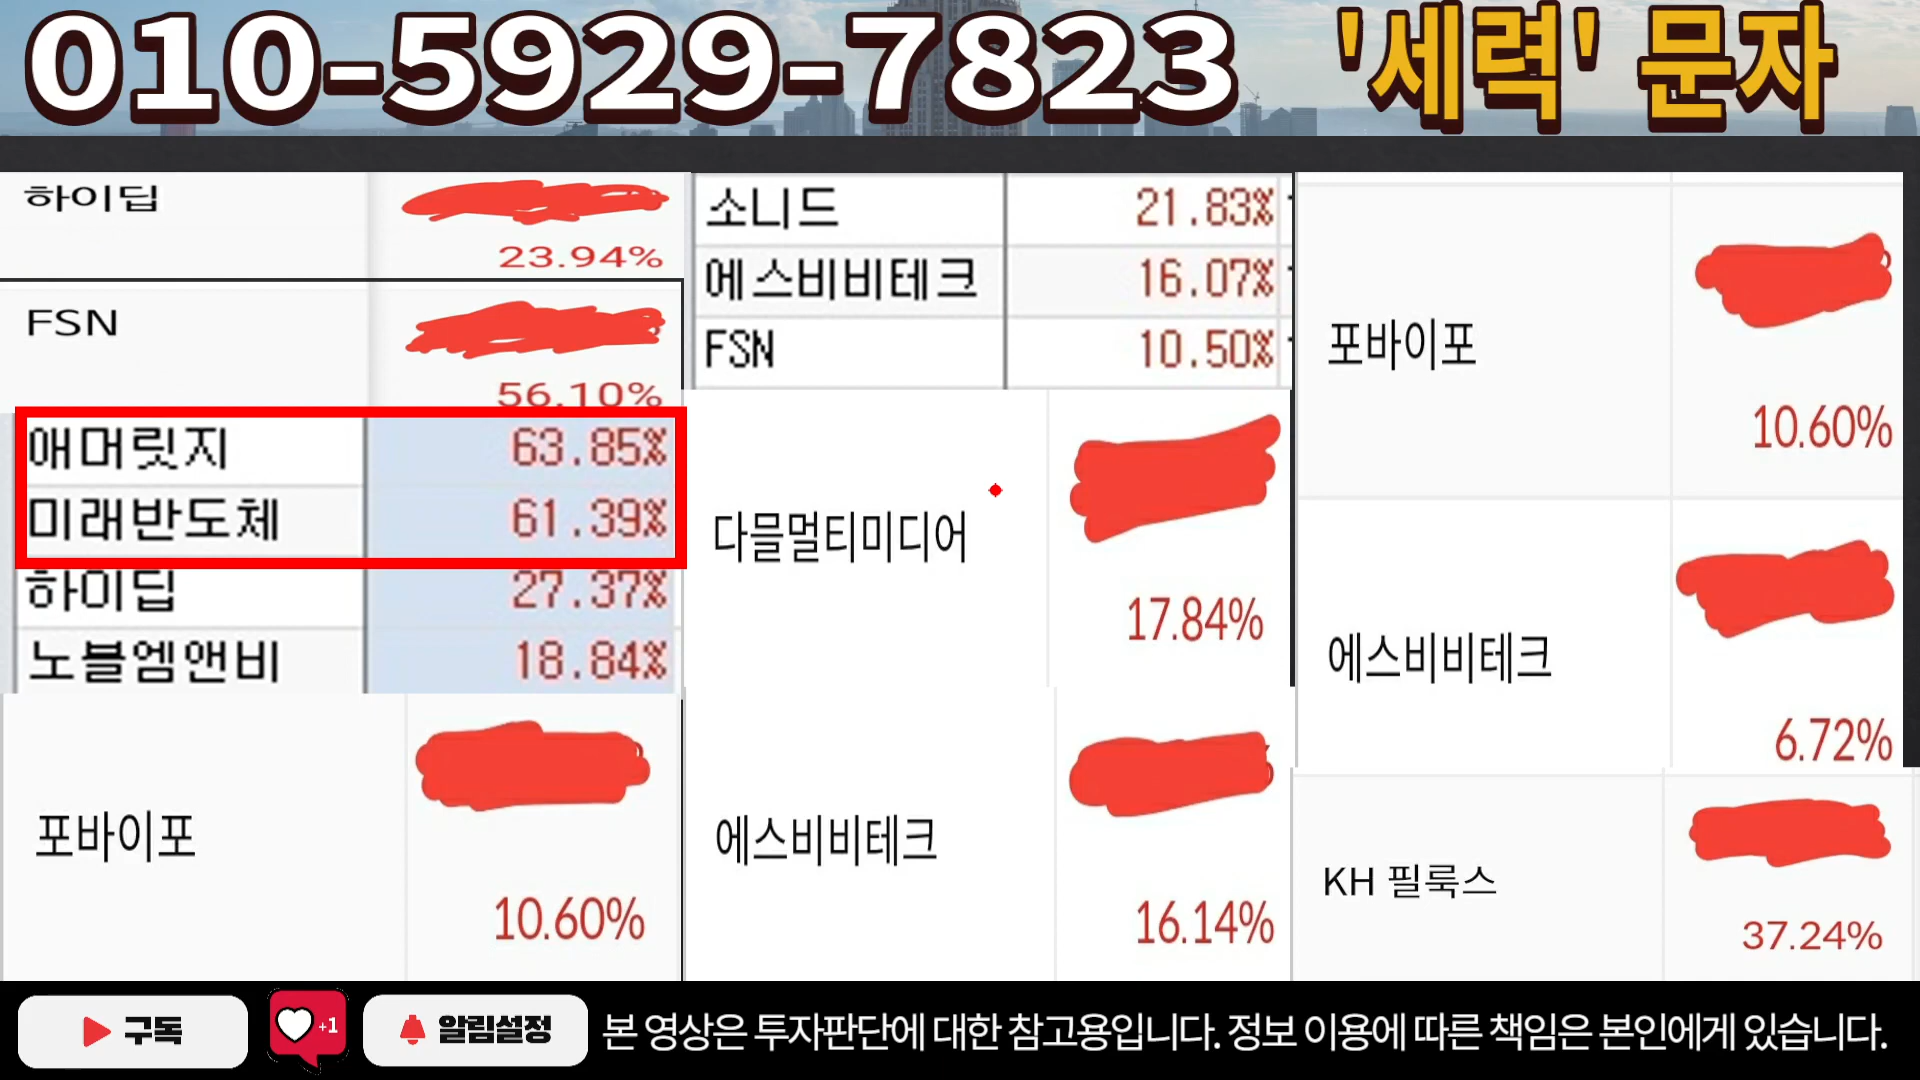 010-5929-7823 '세력' 문자
하이딥
23.94%
FSN
56.10%
애머릿지 63.85%
미래반도체 61.39%
하이딥 27.37%
노블엠앤비 18.84%
포바이포
10.60%
소니드 21.83%
에스비비테크 16.07%
FSN 10.50%
다믈멀티미디어
17.84%
에스비비테크
16.14%
포바이포
10.60%
에스비비테크
6.72%
KH 필룩스
37.24%
구독 +1 알림설정 본 영상은 투자판단에 대한 참고용입니다. 정보 이용에 따른 책임은 본인에게 있습니다.